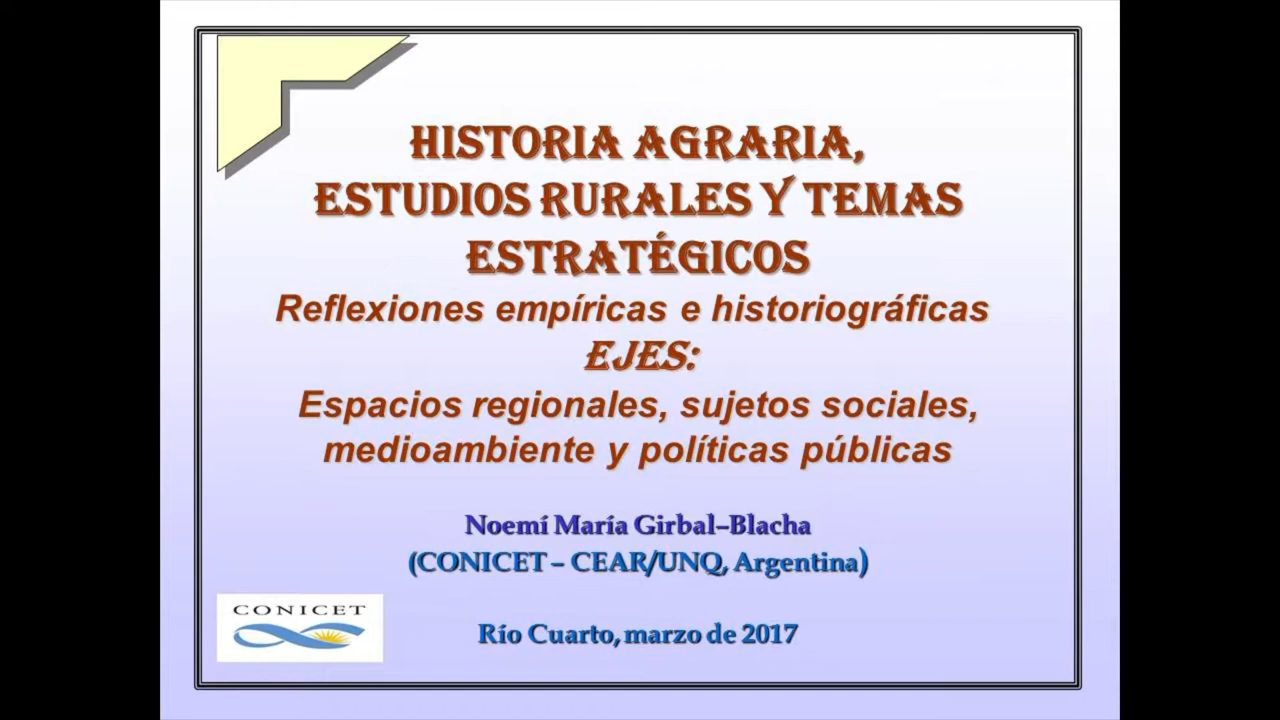 HISTORIA AGRARIA,
ESTUDIOS RURALES Y TEMAS
ESTRATÉGICOS
Reflexiones empíricas e historiográficas
EJES:
Espacios regionales, sujetos sociales,
medioambiente y políticas públicas
Noemí María Girbal–Blacha
(CONICET – CEAR/UNQ, Argentina)
CONICET
Río Cuarto, marzo de 2017